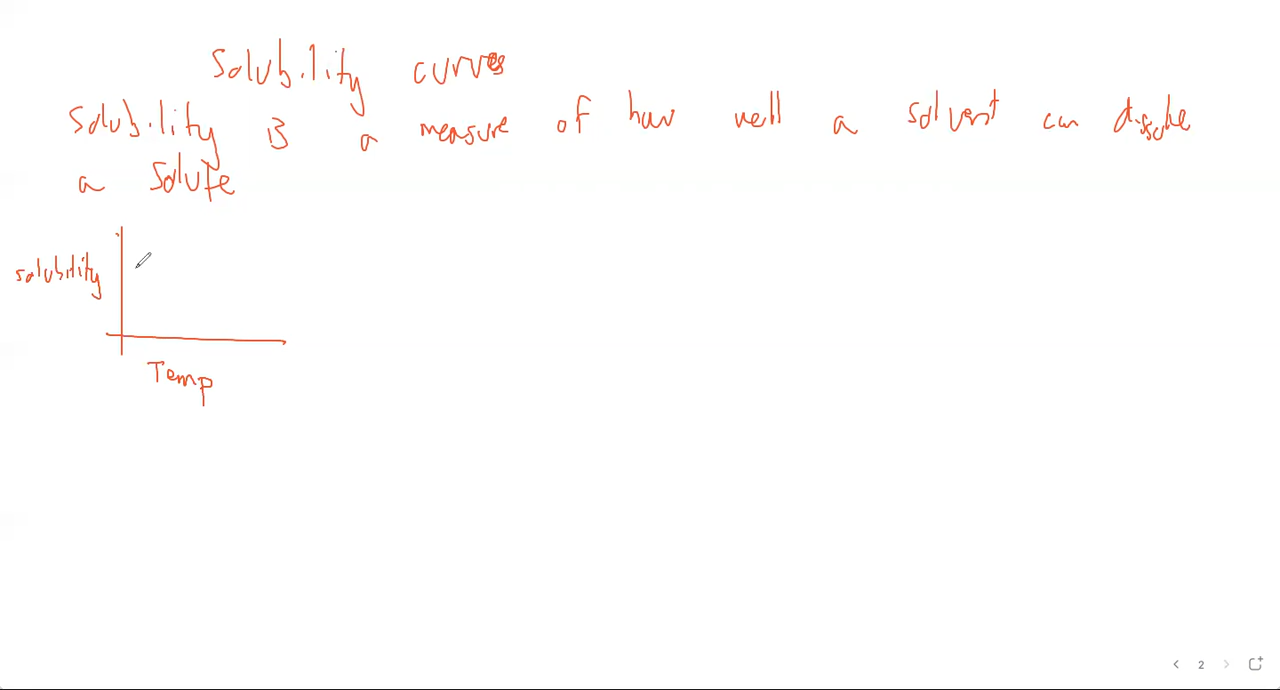 Solubility curves
Solubility is a measure of how well a solvent can dissolve
a solute
solubility
Temp
2